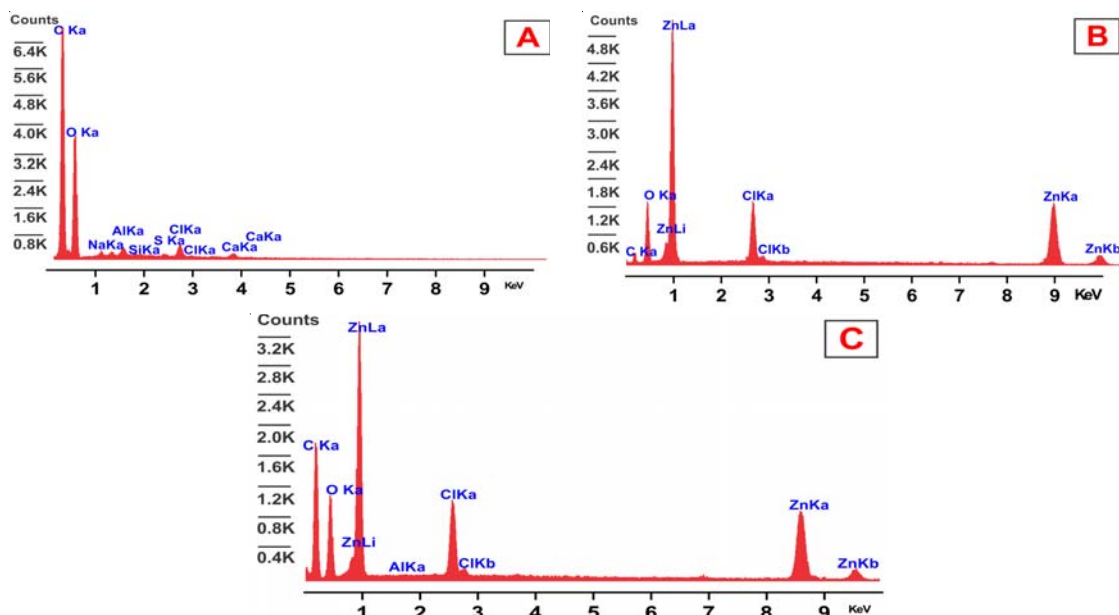 Counts
A
C Ka
6.4K
5.6K
4.8K
4.0K
O Ka
3.2K
2.4K
1.6K
0.8K
NaKa
AlKa
SiKa
S Ka
ClKa
ClKa
CaKa
CaKa
1 2 3 4 5 6 7 8 9 KeV
Counts
B
ZnLa
4.8K
4.2K
3.6K
3.0K
2.4K
1.8K
1.2K
0.6K
C Ka
O Ka
ZnLi
ClKa
ClKb
ZnKa
ZnKb
1 2 3 4 5 6 7 8 9 KeV
Counts
C
ZnLa
3.2K
2.8K
2.4K
2.0K
C Ka
1.6K
1.2K
0.8K
0.4K
O Ka
ZnLi
AlKa
ClKa
ClKb
ZnKa
ZnKb
1 2 3 4 5 6 7 8 9 KeV